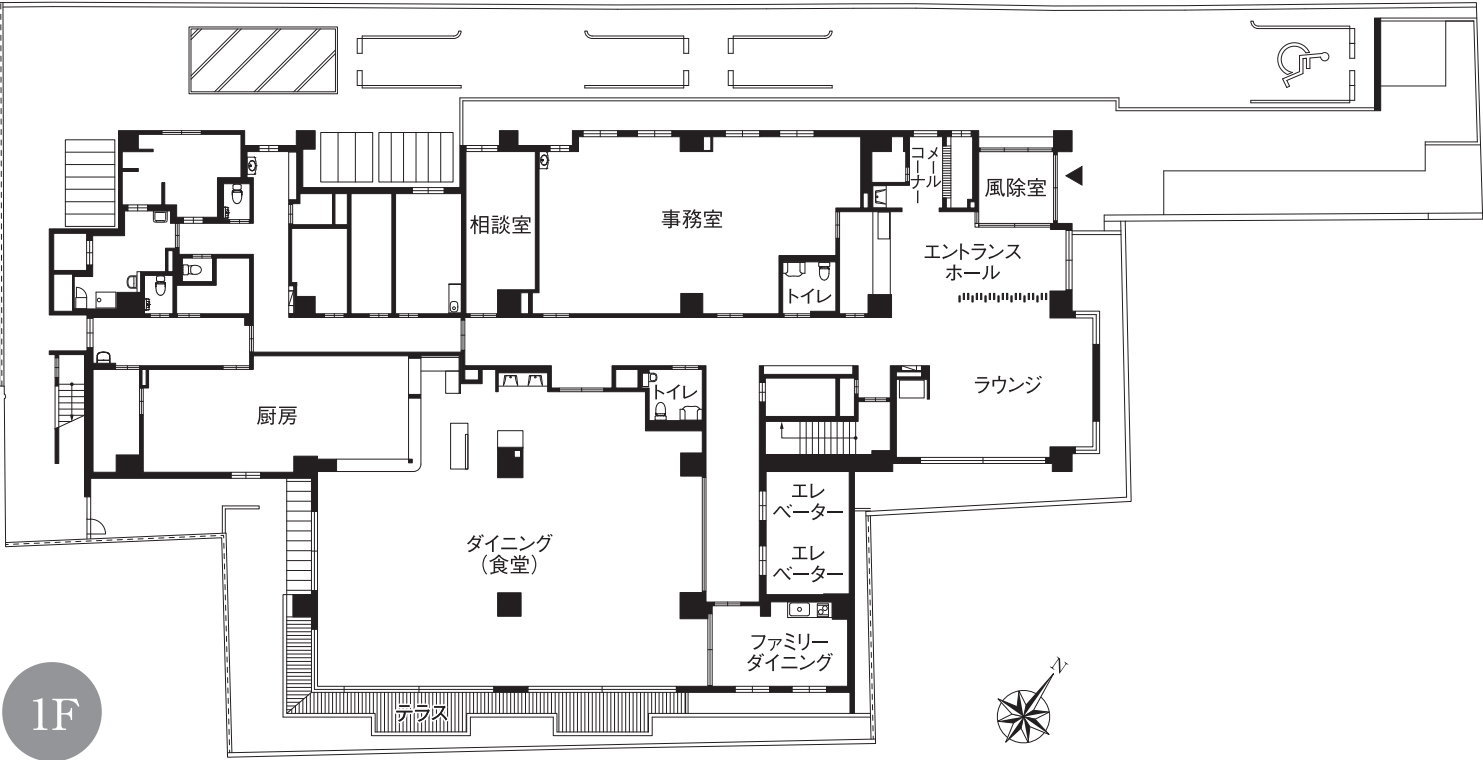 メール
コーナー
風除室
相談室
事務室
エントランス
ホール
トイレ
ラウンジ
トイレ
厨房
エレ
ベーター
ダイニング
（食堂）
エレ
ベーター
ファミリー
ダイニング
テラス
1F
N